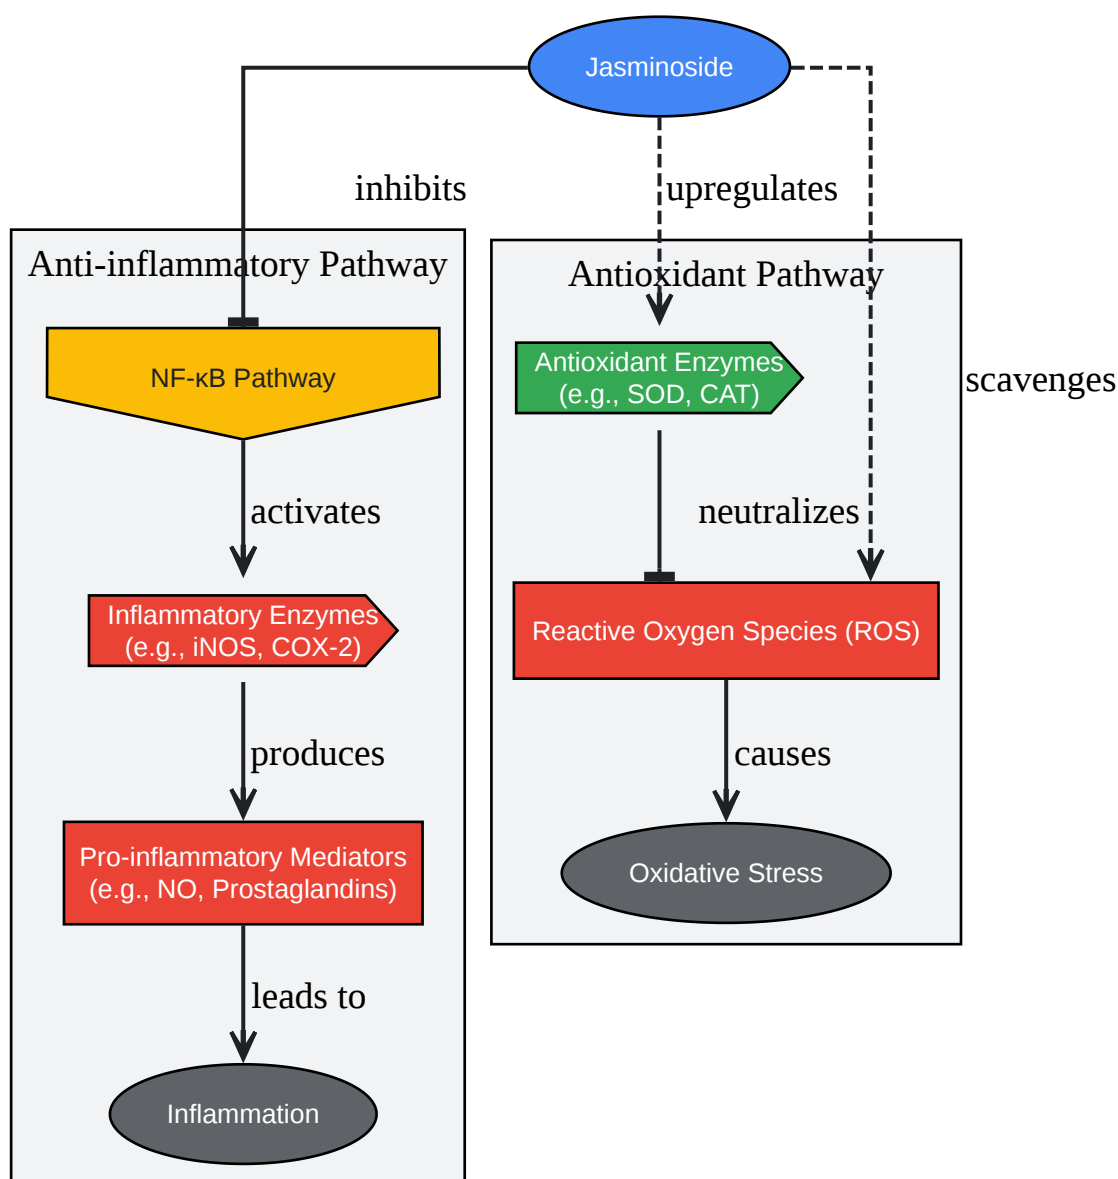 Jasminoside
inhibits
upregulates
Anti-inflammatory Pathway
NF-κB Pathway
activates
Inflammatory Enzymes
(e.g., iNOS, COX-2)
produces
Pro-inflammatory Mediators
(e.g., NO, Prostaglandins)
leads to
Inflammation
Antioxidant Pathway
Antioxidant Enzymes
(e.g., SOD, CAT)
scavenges
neutralizes
Reactive Oxygen Species (ROS)
causes
Oxidative Stress